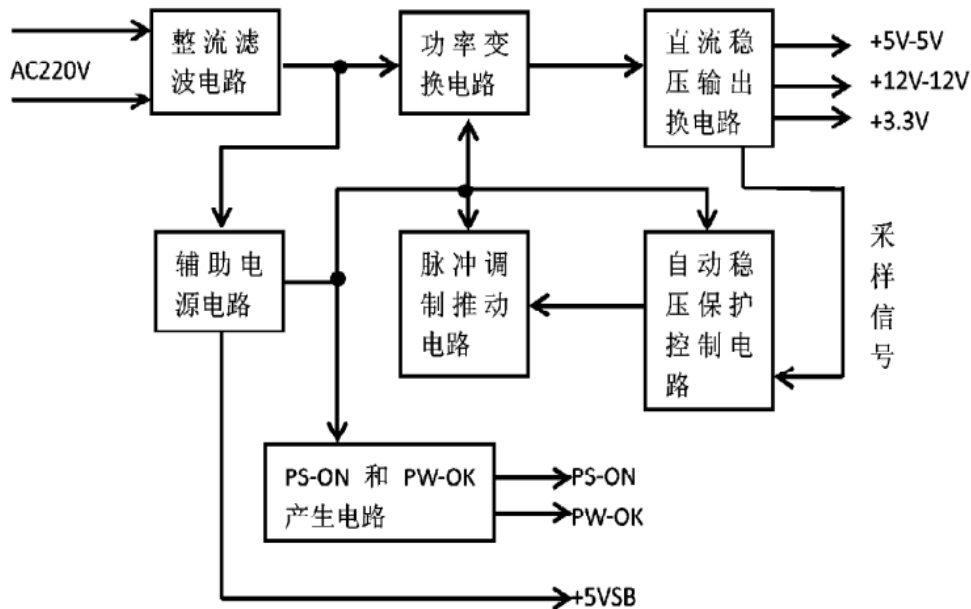 AC220V
整流滤
波电路
功率变
换电路
直流稳
压输出
换电路
+5V-5V
+12V-12V
+3.3V
辅助电
源电路
脉冲调
制推动
电路
自动稳
压保护
控制电
路
采
样
信
号
PS-ON 和 PW-OK
产生电路
PS-ON
PW-OK
+5VSB